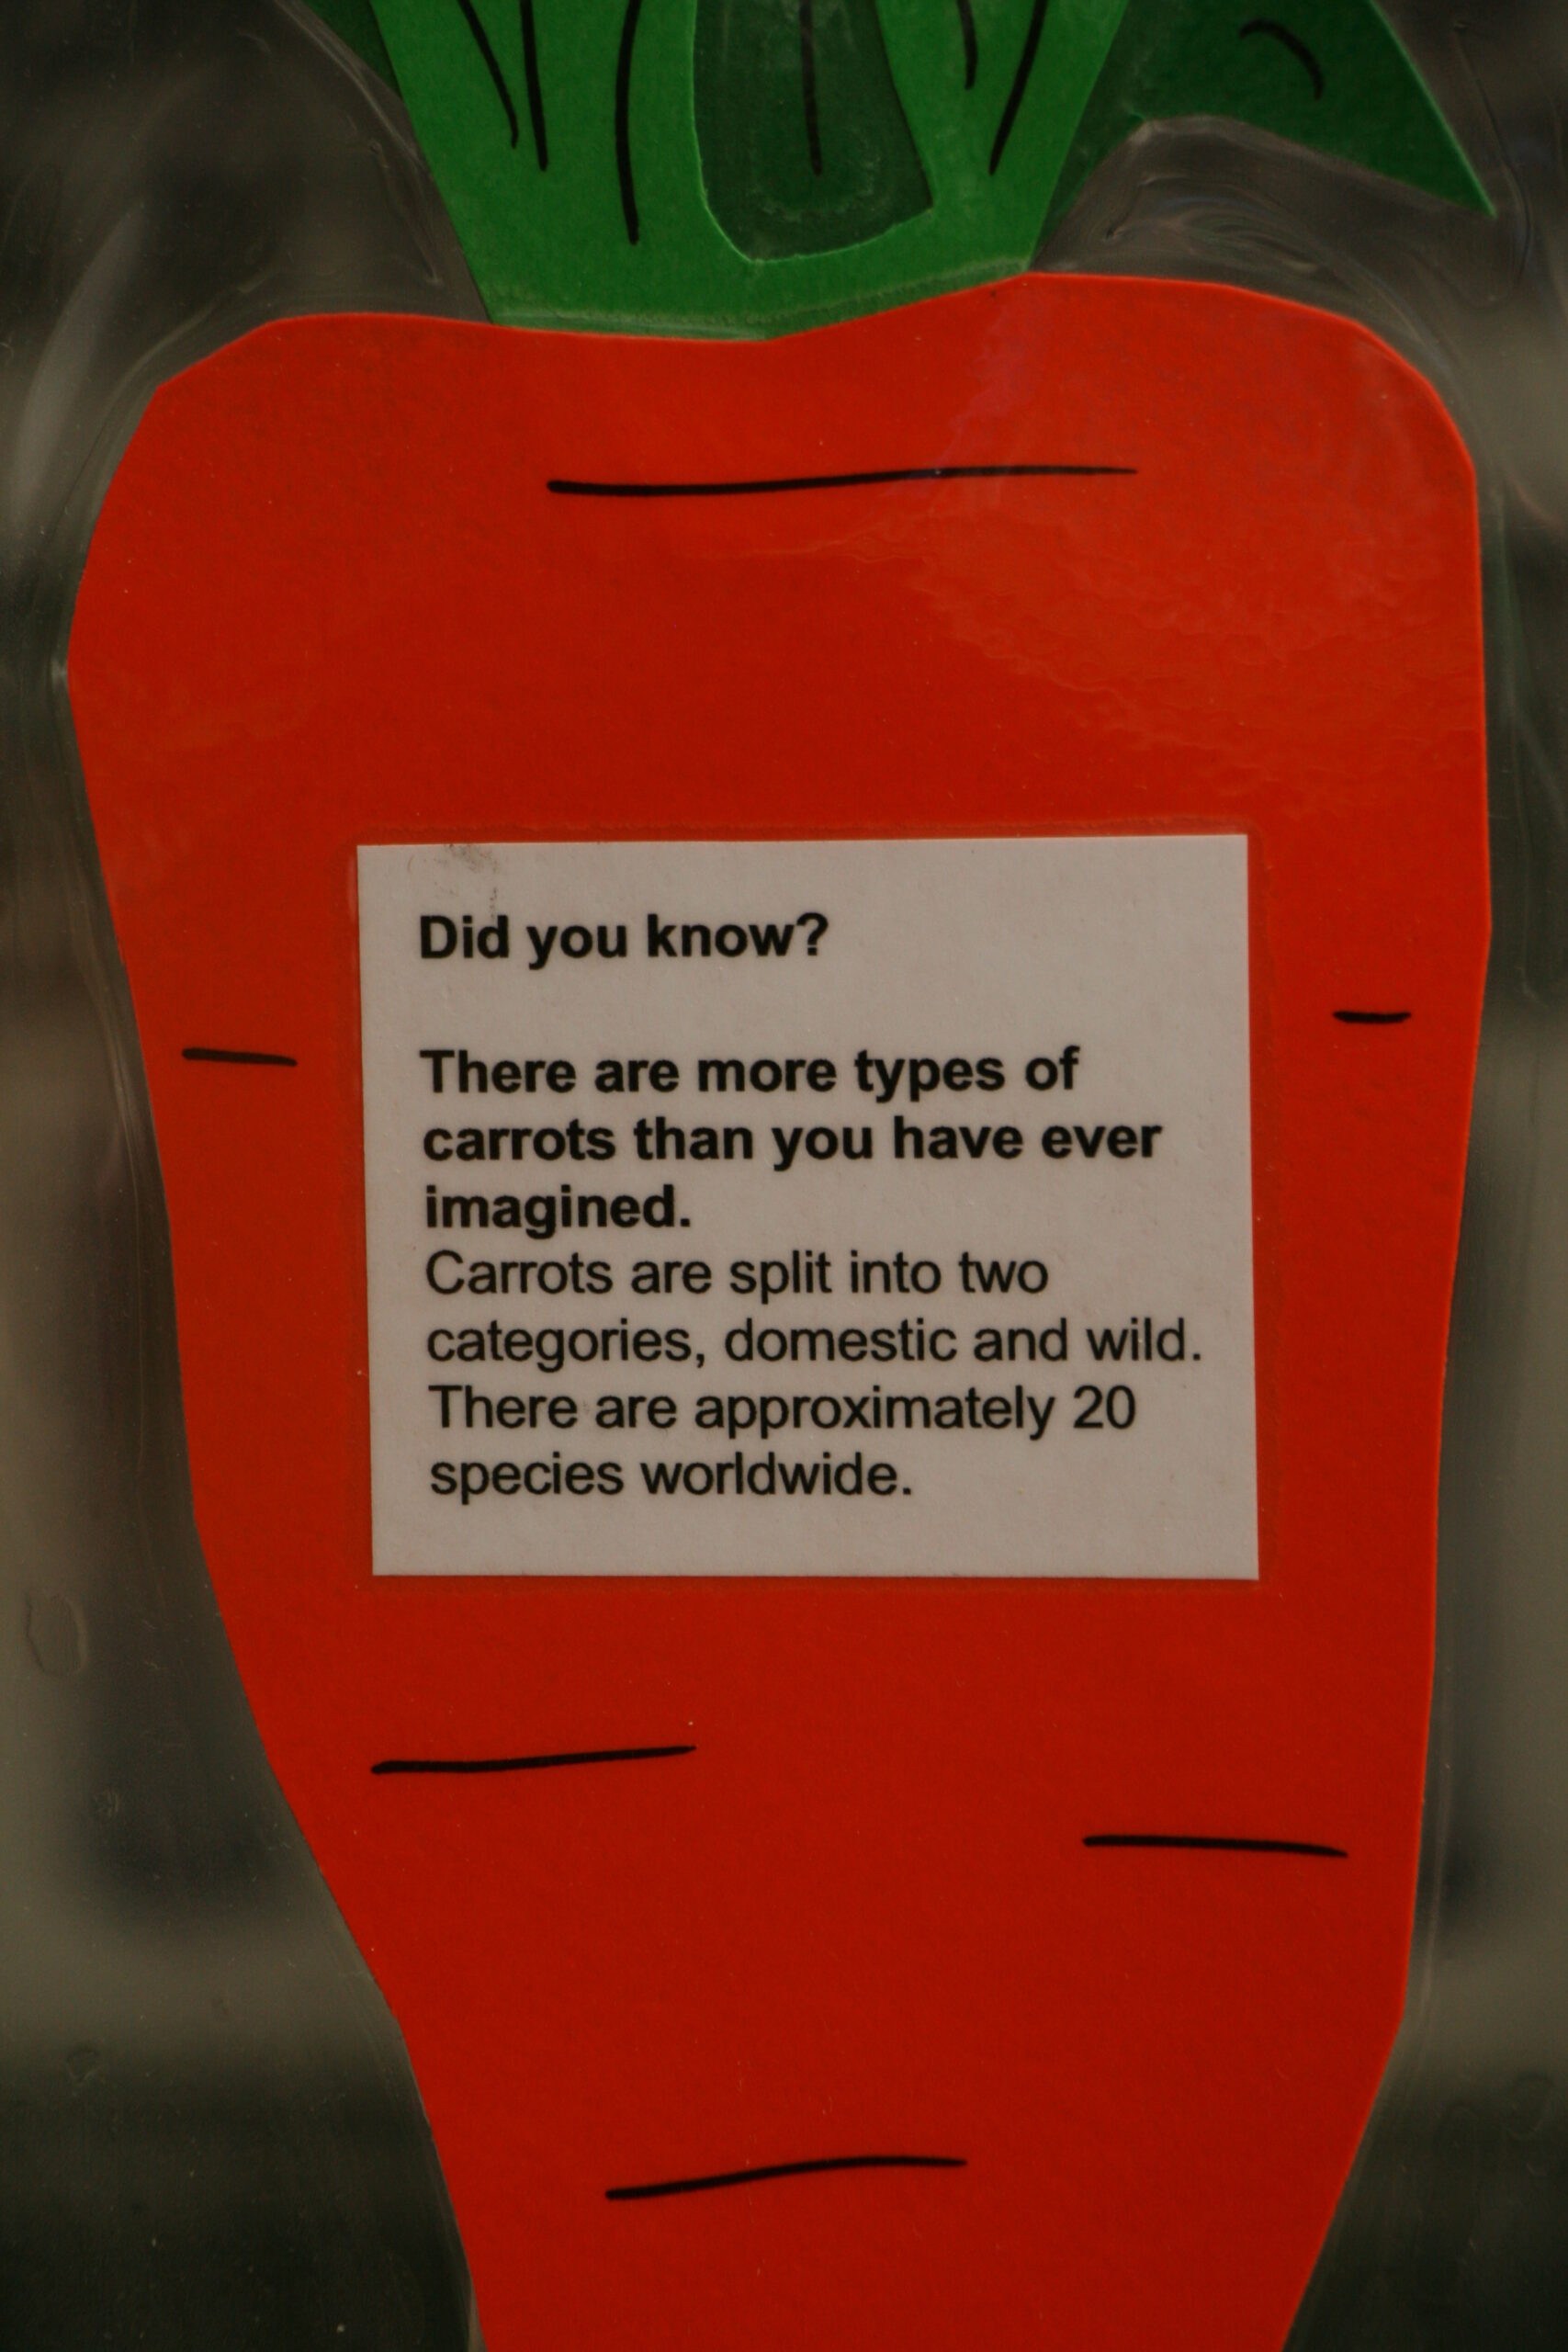 Did you know?
There are more types of
carrots than you have ever
imagined.
Carrots are split into two
categories, domestic and wild.
There are approximately 20
species worldwide.